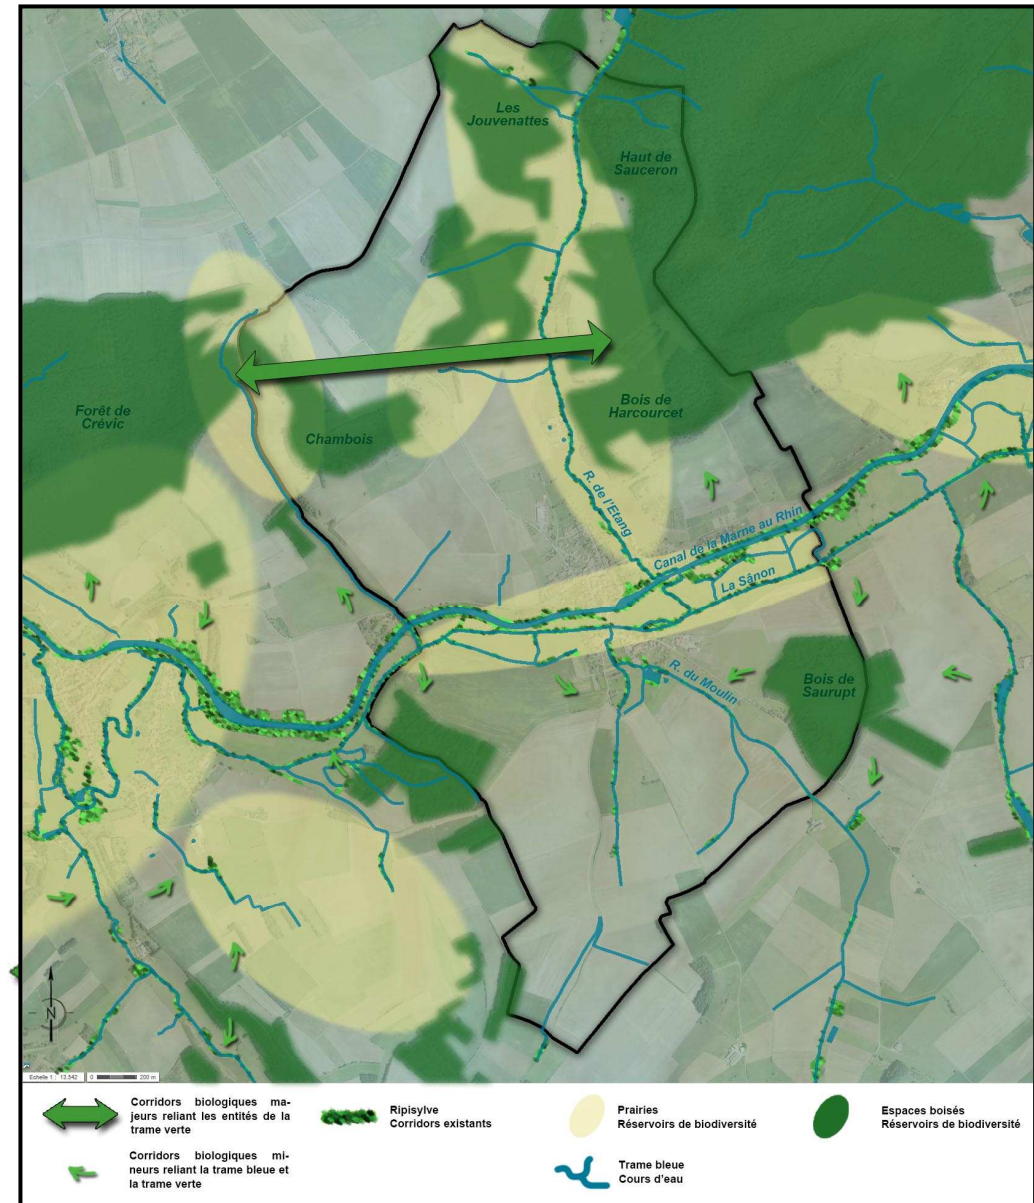 Les
Jouvenattes
Haut de
Sauceron
Forêt de
Crévic
Chambois
Bois de
Harcourcet
R. de l'Etang
Canal de la Marne au Rhin
La Sânon
R. du Moulin
Bois de
Saurupt
N
Echelle 1 : 13.542
0
200 m
Corridors biologiques ma-
jeurs reliant les entités de la
trame verte
Ripisylve
Corridors existants
Prairies
Réservoirs de biodiversité
Espaces boisés
Réservoirs de biodiversité
Corridors biologiques mi-
neurs reliant la trame bleue et
la trame verte
Trame bleue
Cours d'eau